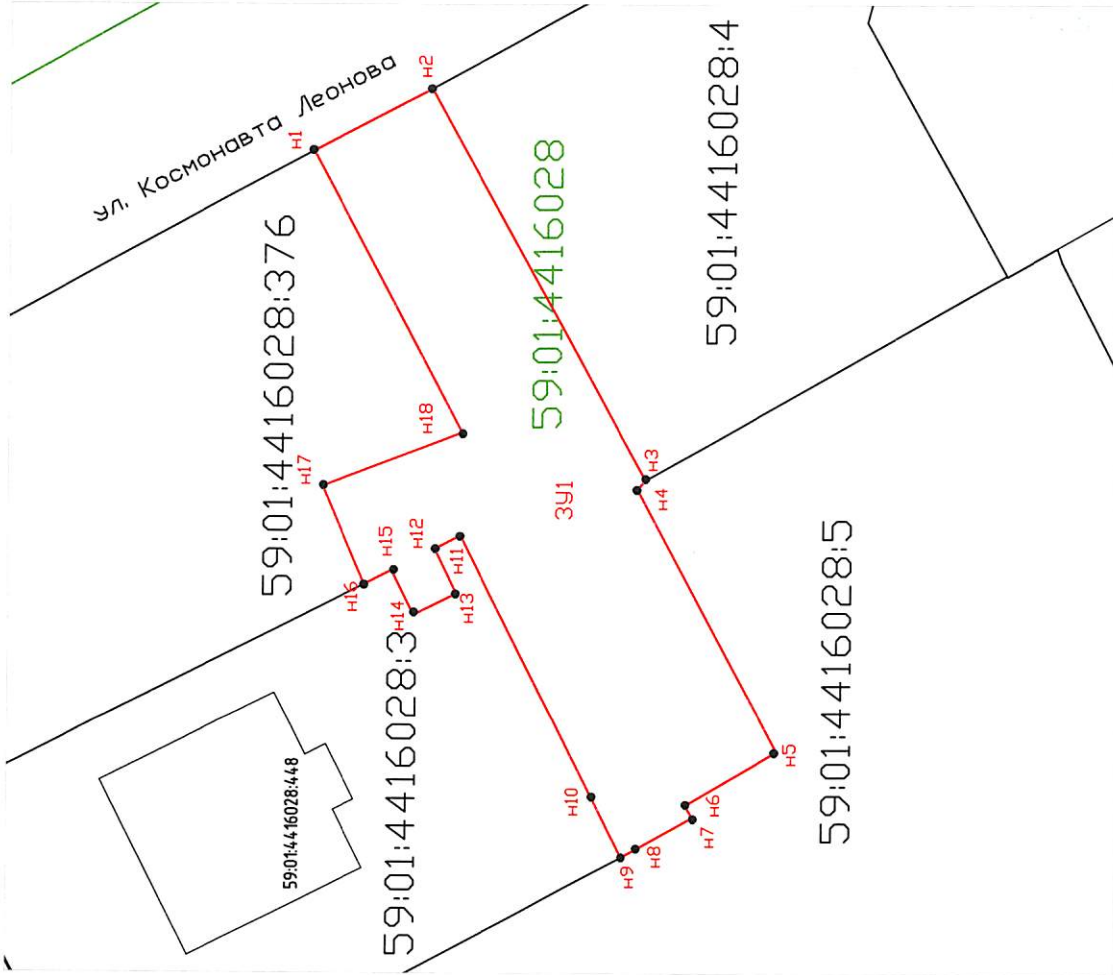 ул. Космонавта Леонова
н1
н2
59:01:4416028:376
59:01:4416028
59:01:4416028:4
н18
н17
н3
н4
ЗУ1
н16
н15
н12
н11
н14
н13
59:01:4416028:3
59:01:4416028:448
59:01:4416028:5
н5
н6
н7
н8
н9
н10